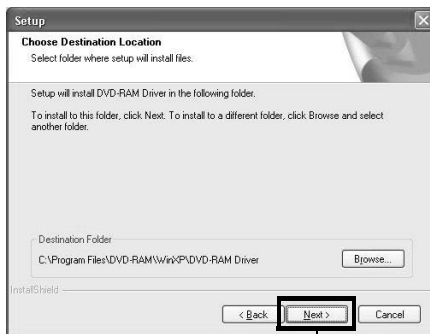 Setup
Choose Destination Location
Select folder where setup will install files.
Setup will install DVD-RAM Driver in the following folder.
To install to this folder, click Next. To install to a different folder, click Browse and select
another folder.
Destination Folder
C:\Program Files\DVD-RAM\WinXP\DVD-RAM Driver
Browse...
InstallShield
< Back
Next >
Cancel